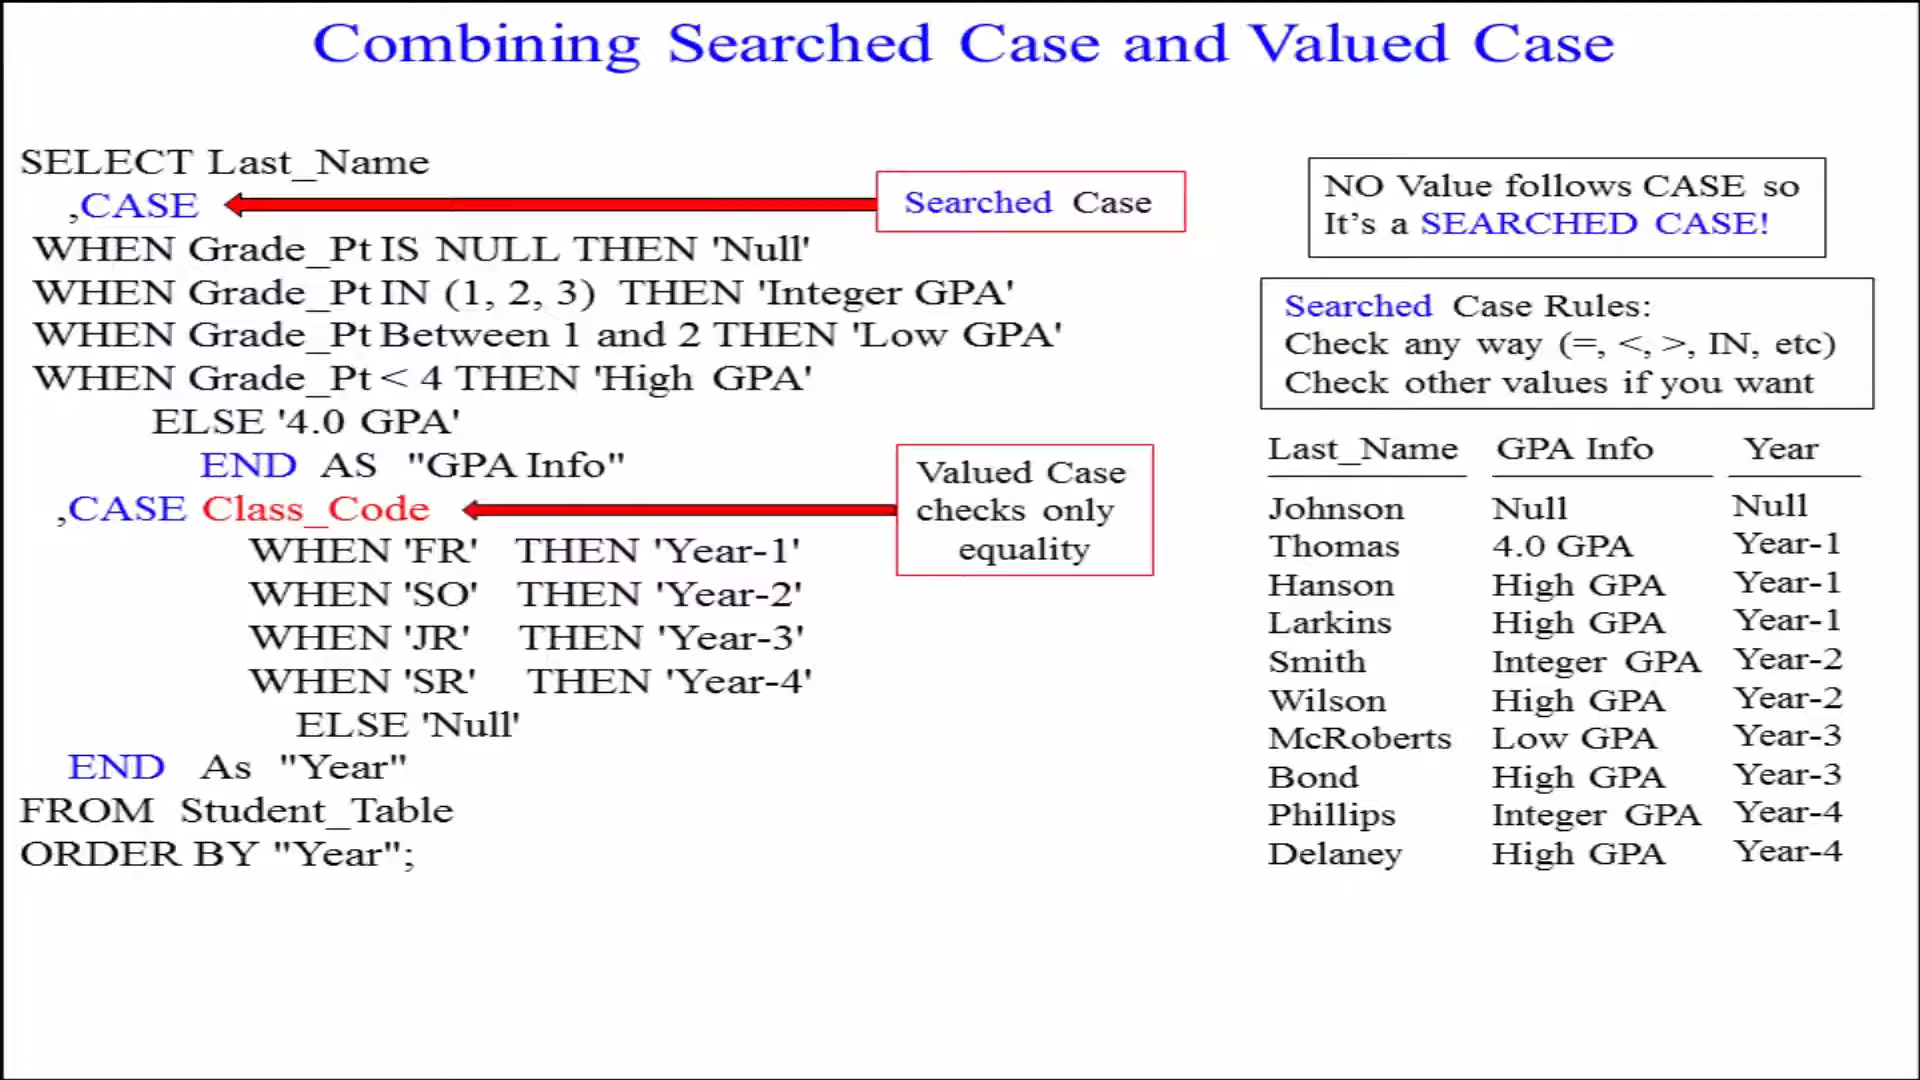 Combining Searched Case and Valued Case
SELECT Last_Name
,CASE
WHEN Grade_Pt IS NULL THEN 'Null'
WHEN Grade_Pt IN (1, 2, 3) THEN 'Integer GPA'
WHEN Grade_Pt Between 1 and 2 THEN 'Low GPA'
WHEN Grade_Pt < 4 THEN 'High GPA'
ELSE '4.0 GPA'
END AS "GPA Info"
,CASE Class_Code
WHEN 'FR' THEN 'Year-1'
WHEN 'SO' THEN 'Year-2'
WHEN 'JR' THEN 'Year-3'
WHEN 'SR' THEN 'Year-4'
ELSE 'Null'
END As "Year"
FROM Student_Table
ORDER BY "Year";
Searched Case
Valued Case
checks only
equality
NO Value follows CASE so
It's a SEARCHED CASE!
Searched Case Rules:
Check any way (=, <, >, IN, etc)
Check other values if you want
Last_Name GPA Info Year
Johnson Null Null
Thomas 4.0 GPA Year-1
Hanson High GPA Year-1
Larkins High GPA Year-1
Smith Integer GPA Year-2
Wilson High GPA Year-2
McRoberts Low GPA Year-3
Bond High GPA Year-3
Phillips Integer GPA Year-4
Delaney High GPA Year-4